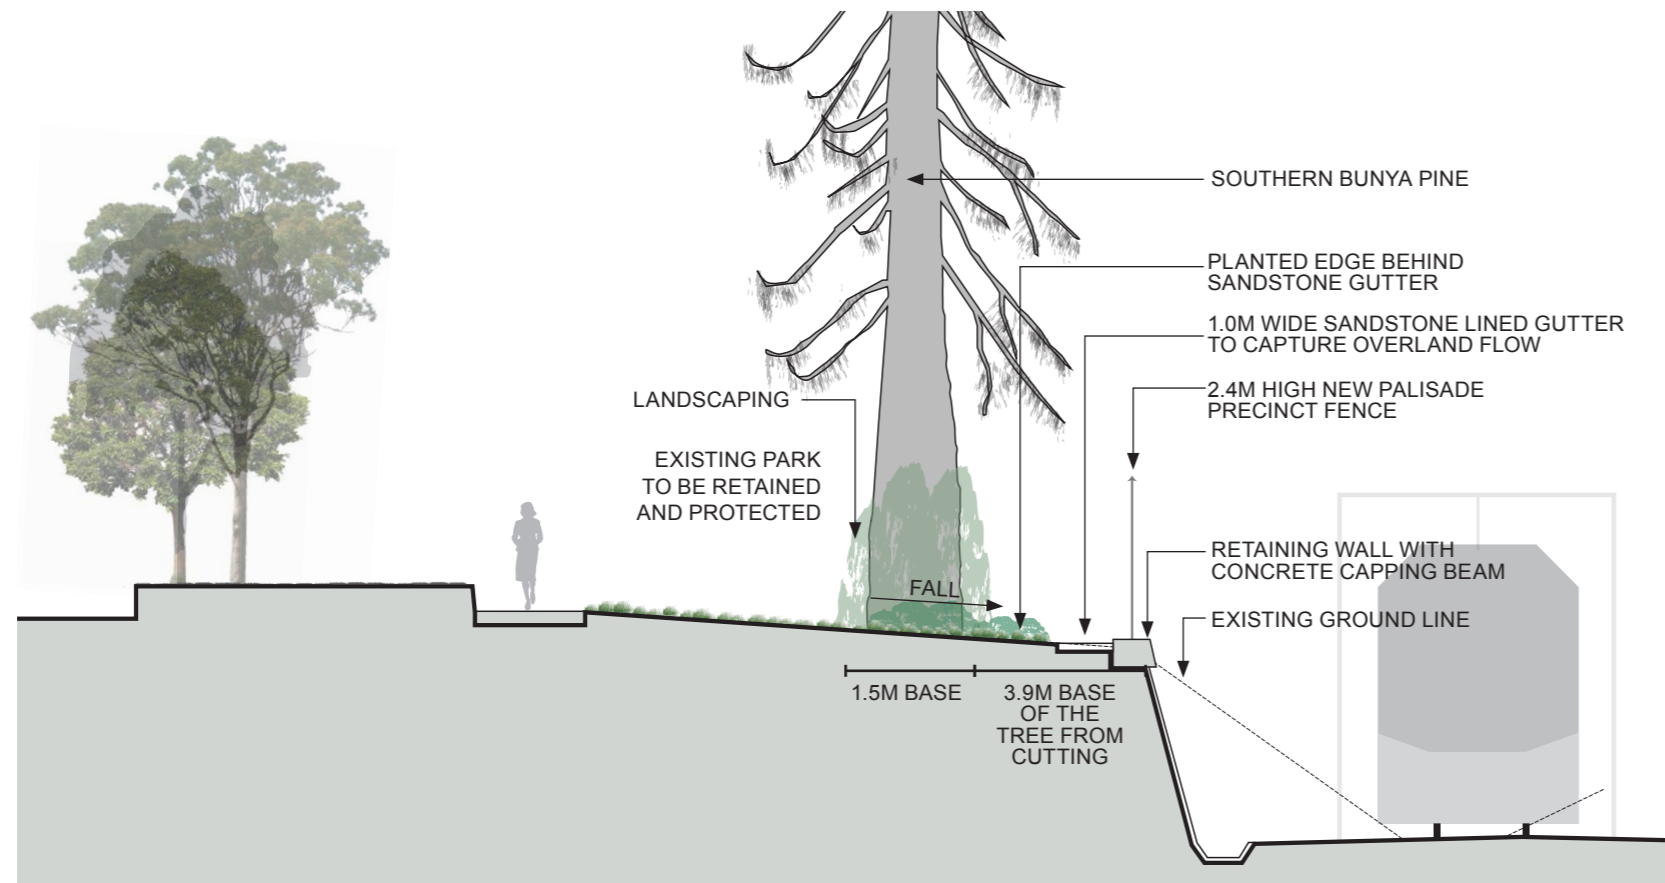 SOUTHERN BUNYA PINE
PLANTED EDGE BEHIND
SANDSTONE GUTTER
1.0M WIDE SANDSTONE LINED GUTTER
TO CAPTURE OVERLAND FLOW
2.4M HIGH NEW PALISADE
PRECINCT FENCE
LANDSCAPING
EXISTING PARK
TO BE RETAINED
AND PROTECTED
RETAINING WALL WITH
CONCRETE CAPPING BEAM
FALL
EXISTING GROUND LINE
1.5M BASE
3.9M BASE
OF THE
TREE FROM
CUTTING